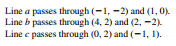 Line a passes through (−1, −2) and (1, 0).
Line b passes through (4, 2) and (2, −2).
Line c passes through (0, 2) and (−1, 1).